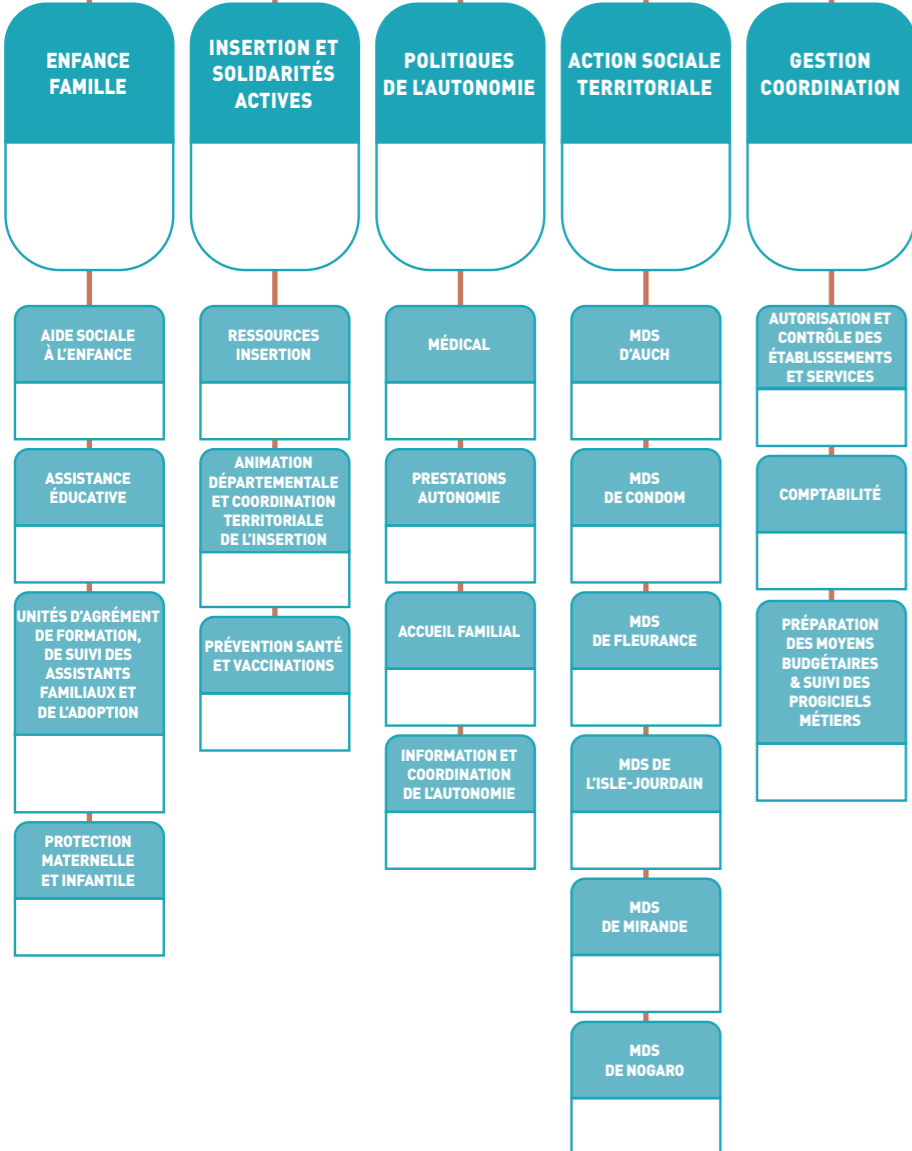 ENFANCE
FAMILLE
INSERTION ET
SOLIDARITÉS
ACTIVES
POLITIQUES
DE L'AUTONOMIE
ACTION SOCIALE
TERRITORIALE
GESTION
COORDINATION
AIDE SOCIALE
À L'ENFANCE
ASSISTANCE
ÉDUCATIVE
UNITÉS D'AGRÉMENT
DE FORMATION,
DE SUIVI DES
ASSISTANTS
FAMILIAUX ET
DE L'ADOPTION
PROTECTION
MATERNELLE
ET INFANTILE
RESSOURCES
INSERTION
ANIMATION
DÉPARTEMENTALE
ET COORDINATION
TERRITORIALE
DE L'INSERTION
PRÉVENTION SANTÉ
ET VACCINATIONS
MÉDICAL
PRESTATIONS
AUTONOMIE
ACCUEIL FAMILIAL
INFORMATION ET
COORDINATION
DE L'AUTONOMIE
MDS
D'AUCH
MDS
DE CONDOM
MDS
DE FLEURANCE
MDS DE
L'ISLE-JOURDAIN
MDS
DE MIRANDE
MDS
DE NOGARO
AUTORISATION ET
CONTRÔLE DES
ÉTABLISSEMENTS
ET SERVICES
COMPTABILITÉ
PRÉPARATION
DES MOYENS
BUDGÉTAIRES
& SUIVI DES
PROGICIELS
MÉTIERS